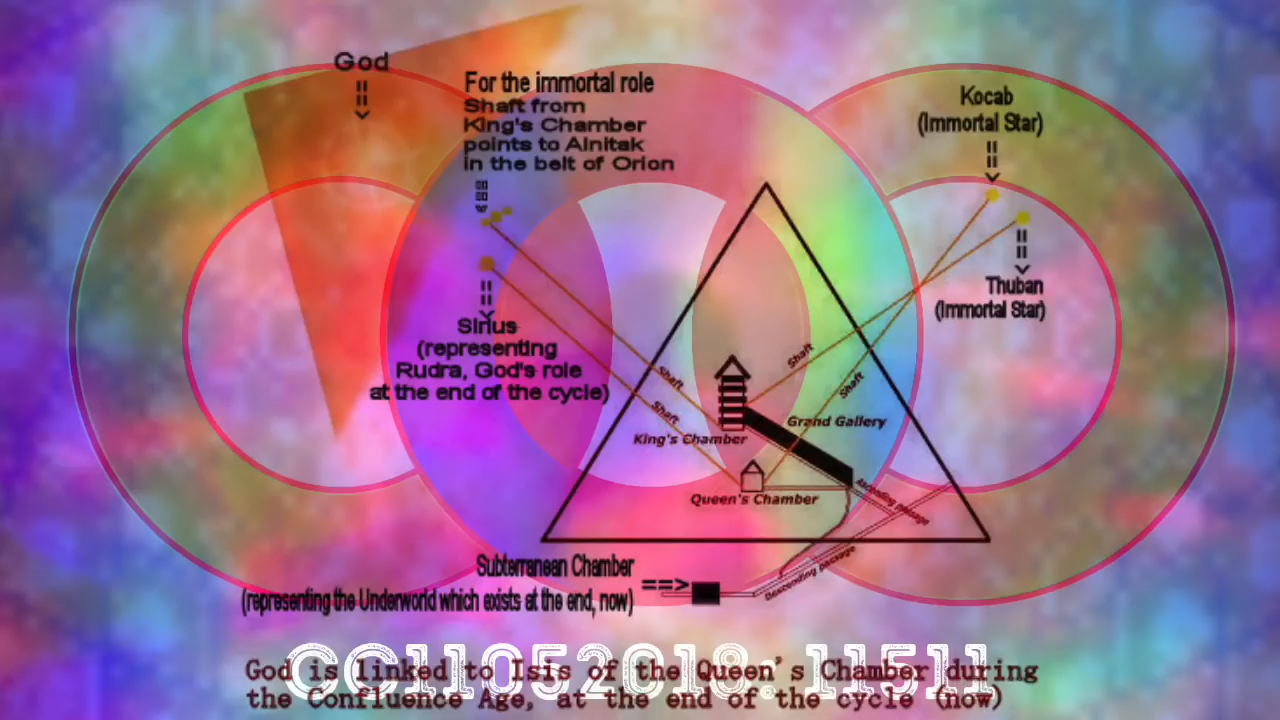 God
For the immortal role
Shaft from
King's Chamber
points to Alnitak
in the belt of Orion
Kocab
(Immortal Star)
Thuban
(Immortal Star)
Sirius
(representing
Rudra, God's role
at the end of the cycle)
Shaft
Shaft
Shaft
Shaft
King's Chamber
Grand Gallery
Queen's Chamber
Ascending passage
Descending passage
Subterranean Chamber
(representing the Underworld which exists at the end, now)
==>
CC11052018: 11511
God is linked to Isis of the Queen's Chamber during
the Confluence Age, at the end of the cycle (now)